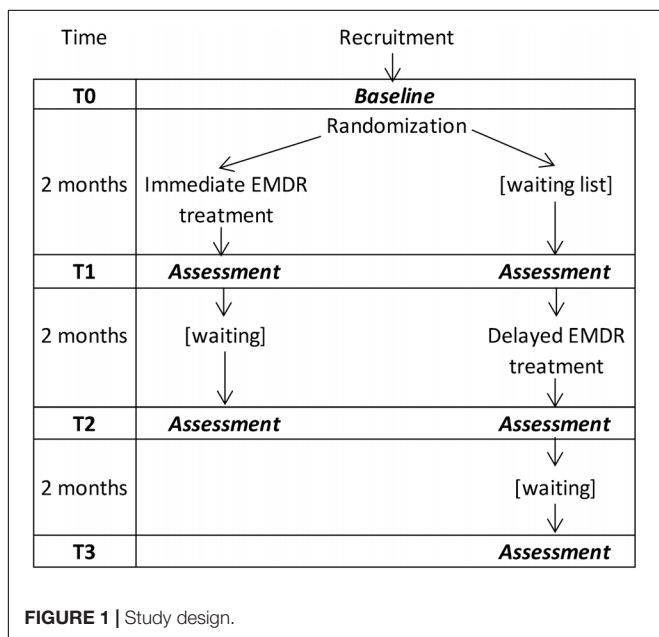 Time Recruitment
T0 Baseline
Randomization
2 months Immediate EMDR [waiting list]
treatment
T1 Assessment Assessment
2 months [waiting] Delayed EMDR
treatment
T2 Assessment Assessment
2 months [waiting]
T3 Assessment
FIGURE 1 | Study design.